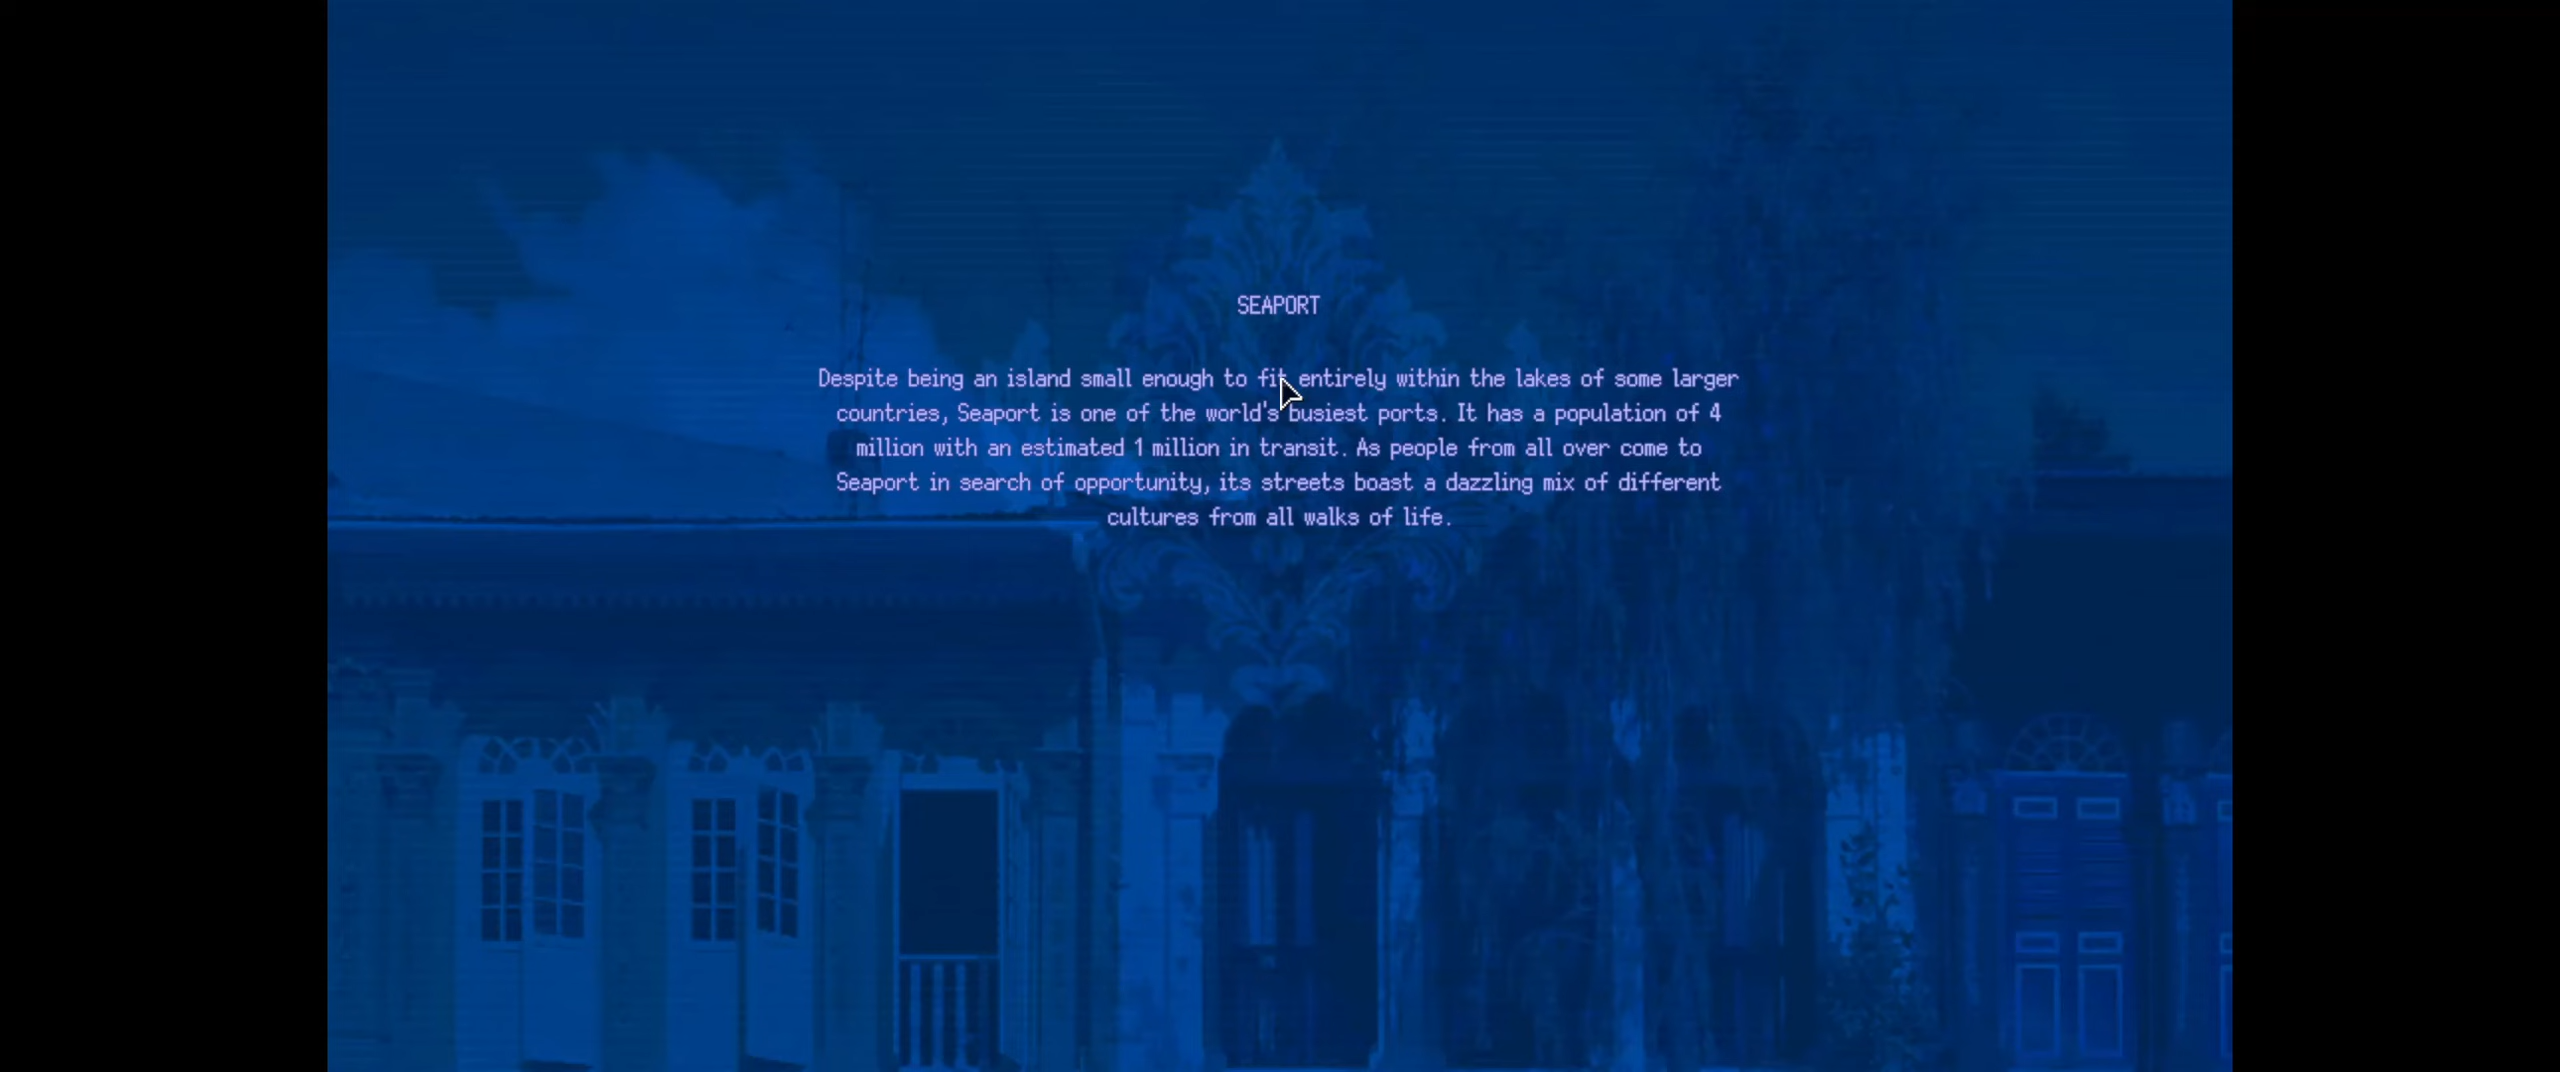 SEAPORT
Despite being an island small enough to fit entirely within the lakes of some larger
countries, Seaport is one of the world's busiest ports. It has a population of 4
million with an estimated 1 million in transit. As people from all over come to
Seaport in search of opportunity, its streets boast a dazzling mix of different
cultures from all walks of life.